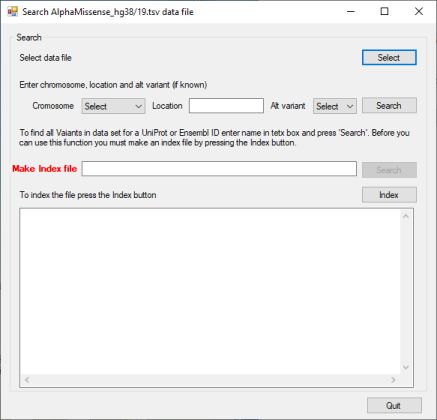 Search AlphaMissense_hg38/19.tsv data file
Search
Select data file
Select
Enter chromosome, location and alt variant (if known)
Cromosome Select Location Alt variant Select Search
To find all Vaiants in data set for a UniProt or Ensembl ID enter name in tetx box and press 'Search'. Before you
can use this function you must make an index file by pressing the Index button.
Make Index file Search
To index the file press the Index button Index
Quit